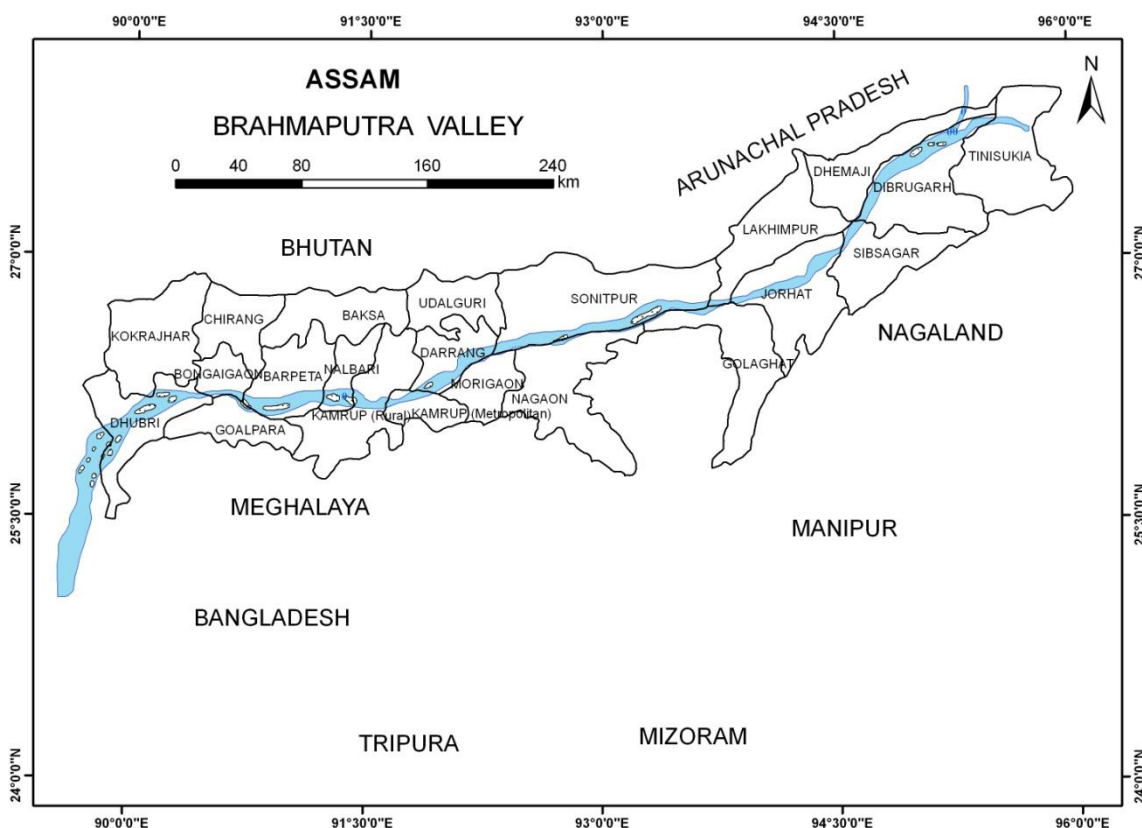 90°0'0"E 91°30'0"E 93°0'0"E 94°30'0"E 96°0'0"E
ASSAM
BRAHMAPUTRA VALLEY
0 40 80 160 240
km
N
ARUNACHAL PRADESH
DHEMAJI
TINISUKIA
DIBRUGARH
LAKHIMPUR
27°0'0"N
BHUTAN
SIBSAGAR
27°0'0"N
UDALGURI
SONITPUR
JORHAT
CHIRANG
BAKSA
KOKRAJHAR
NAGALAND
DARRANG
GOLAGHAT
BONGAIGAON
BARPETA
NALBARI
MORIGAON
NAGAON
DHUBRI
GOALPARA
KAMRUP (Rural)
KAMRUP (Metropolitan)
MEGHALAYA
25°30'0"N
MANIPUR
25°30'0"N
BANGLADESH
TRIPURA
MIZORAM
24°0'0"N
24°0'0"N
90°0'0"E 91°30'0"E 93°0'0"E 94°30'0"E 96°0'0"E